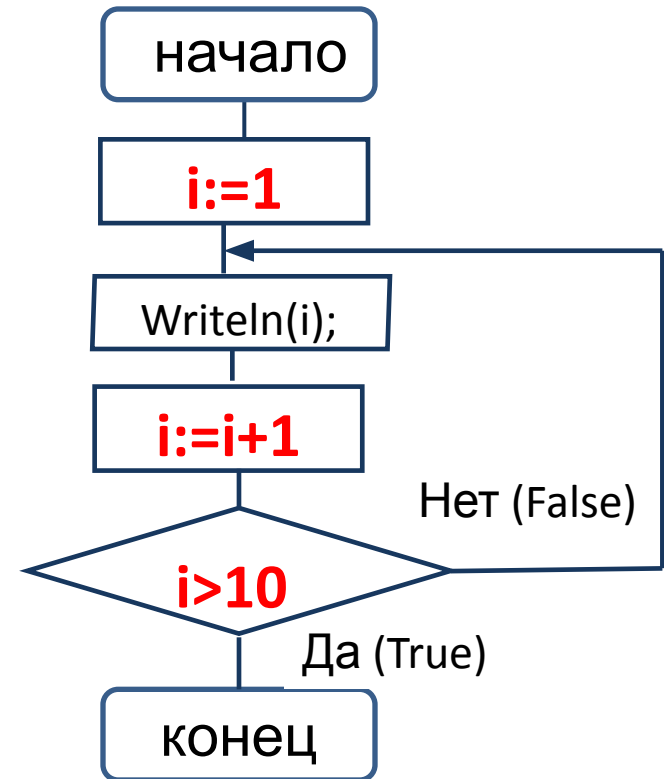 начало
i:=1
Writeln(i);
i:=i+1
Нет (False)
i>10
Да (True)
конец